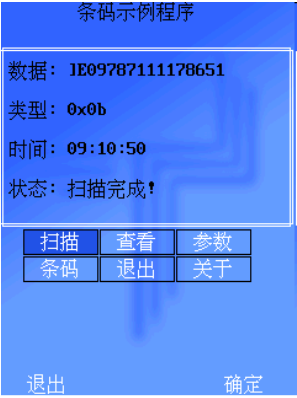 条码示例程序
数据: ]E09787111178651
类型: 0x0b
时间: 09:10:50
状态: 扫描完成!
扫描 查看 参数
条码 退出 关于
退出 确定